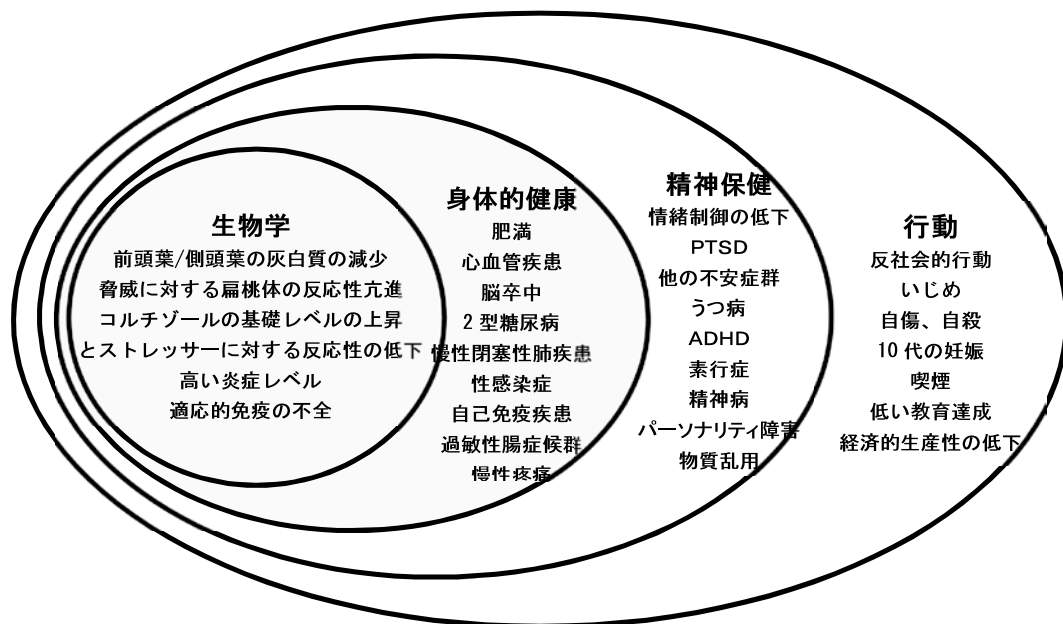 生物学
前頭葉/側頭葉の灰白質の減少
脅威に対する扁桃体の反応性亢進
コルチゾールの基礎レベルの上昇
とストレッサーに対する反応性の低下
高い炎症レベル
適応的免疫の不全
身体的健康
肥満
心血管疾患
脳卒中
2型糖尿病
慢性閉塞性肺疾患
性感染症
自己免疫疾患
過敏性腸症候群
慢性疼痛
精神保健
情緒制御の低下
PTSD
他の不安症群
うつ病
ADHD
素行症
精神病
パーソナリティ障害
物質乱用
行動
反社会的行動
いじめ
自傷、自殺
10代の妊娠
喫煙
低い教育達成
経済的生産性の低下